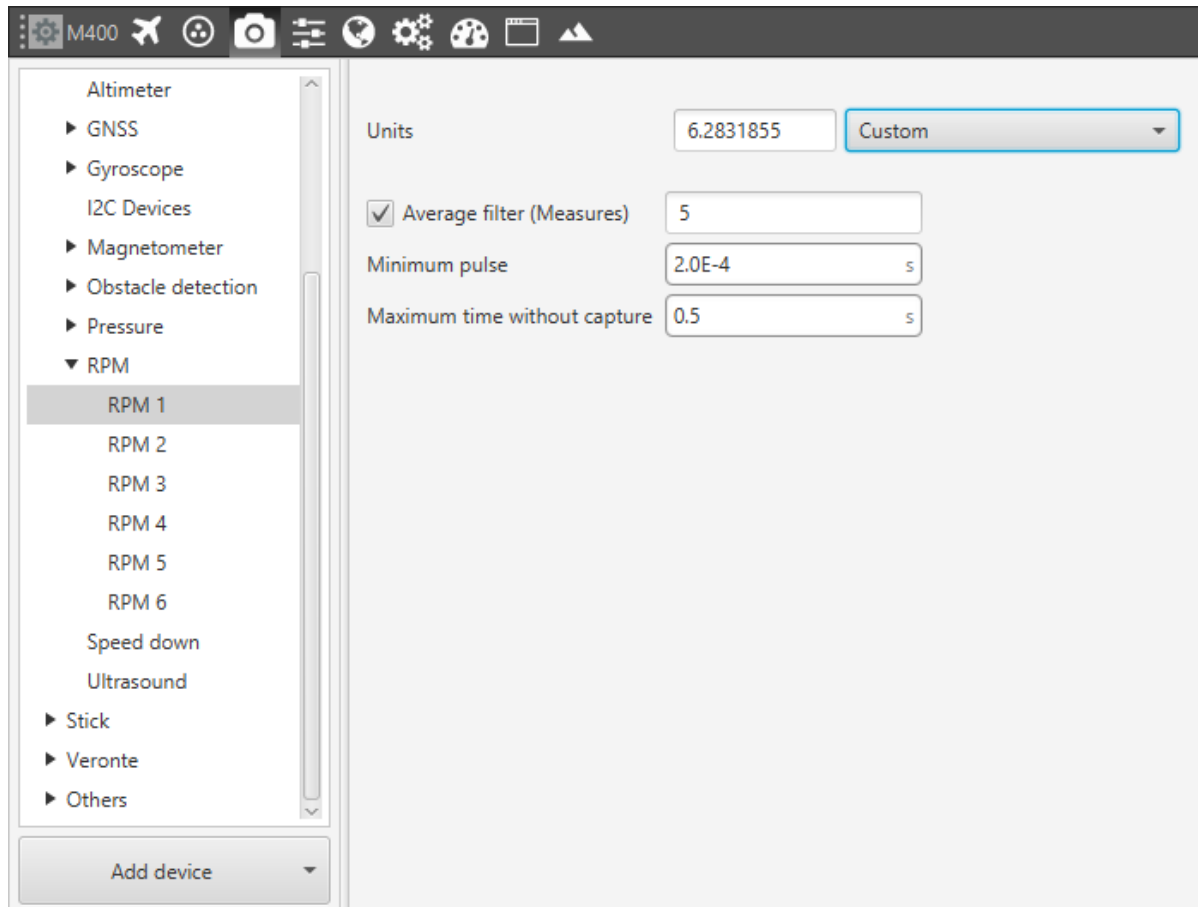 M400
Altimeter
GNSS
Gyroscope
I2C Devices
Magnetometer
Obstacle detection
Pressure
RPM
RPM 1
RPM 2
RPM 3
RPM 4
RPM 5
RPM 6
Speed down
Ultrasound
Stick
Veronte
Others
Add device
Units 6.2831855 Custom
Average filter (Measures) 5
Minimum pulse 2.0E-4 s
Maximum time without capture 0.5 s